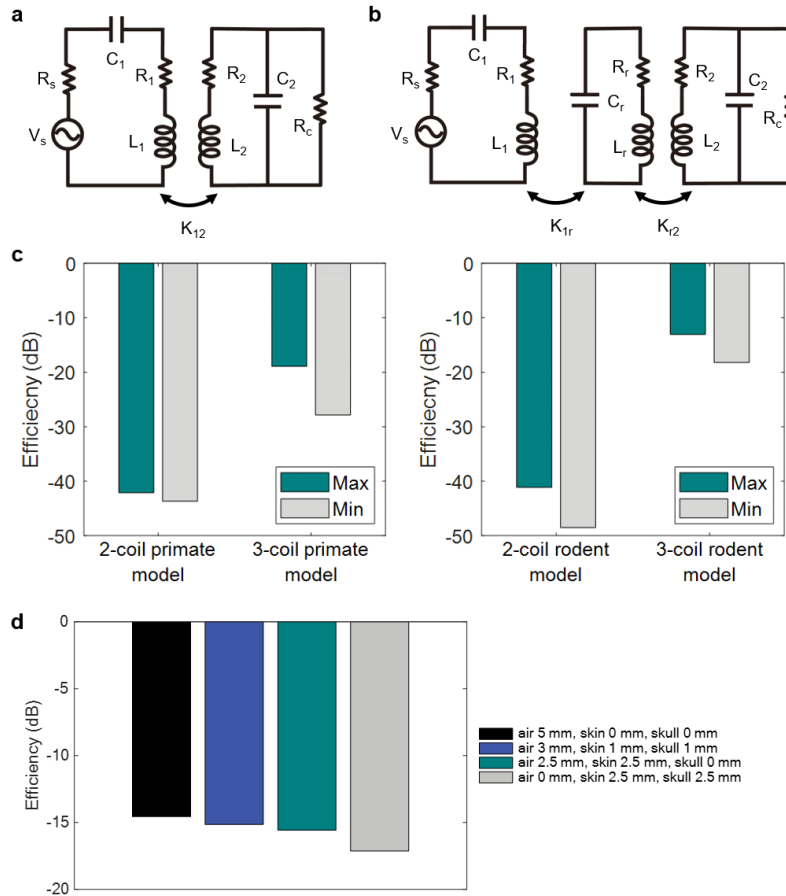 a
C1
Rs
R1
R2
C2
Rc
Vs
L1
L2
K12
b
C1
Rs
R1
Rr
R2
C2
Cr
Rc
Vs
L1
Lr
L2
K1r
Kr2
c
0
-10
-20
-30
-40
-50
Efficiecny (dB)
Max
Min
2-coil primate model
3-coil primate model
0
-10
-20
-30
-40
-50
Efficiecny (dB)
Max
Min
2-coil rodent model
3-coil rodent model
d
0
-5
-10
-15
-20
Efficiency (dB)
air 5 mm, skin 0 mm, skull 0 mm
air 3 mm, skin 1 mm, skull 1 mm
air 2.5 mm, skin 2.5 mm, skull 0 mm
air 0 mm, skin 2.5 mm, skull 2.5 mm